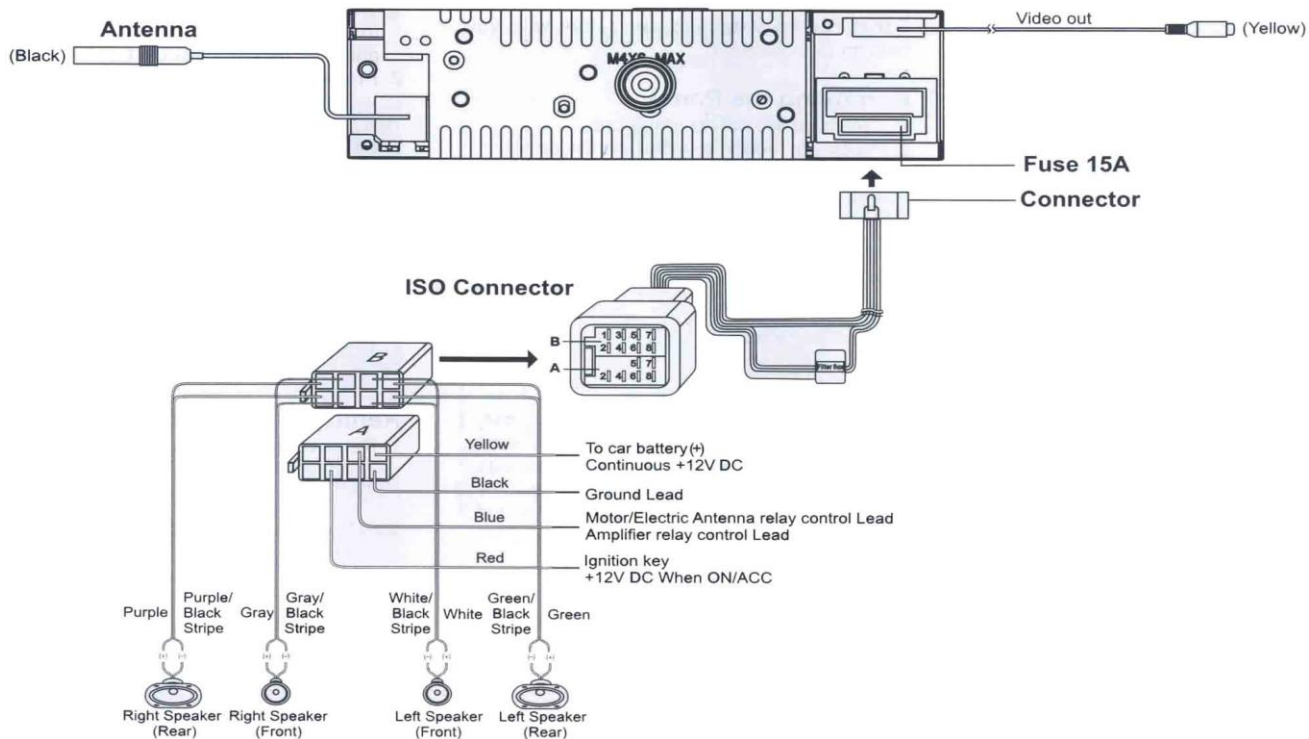 Antenna
(Black)
M4X8 MAX
Video out
(Yellow)
Fuse 15A
Connector
ISO Connector
B
A
1 3 5 7
2 4 6 8
5 7
2 4 6 8
Filter Box
B
A
Yellow
To car battery(+)
Continuous +12V DC
Black
Ground Lead
Blue
Motor/Electric Antenna relay control Lead
Amplifier relay control Lead
Red
Ignition key
+12V DC When ON/ACC
Purple
Purple/
Black
Stripe
Gray
Gray/
Black
Stripe
White/
Black
Stripe
White
Green/
Black
Stripe
Green
Right Speaker
(Rear)
Right Speaker
(Front)
Left Speaker
(Front)
Left Speaker
(Rear)